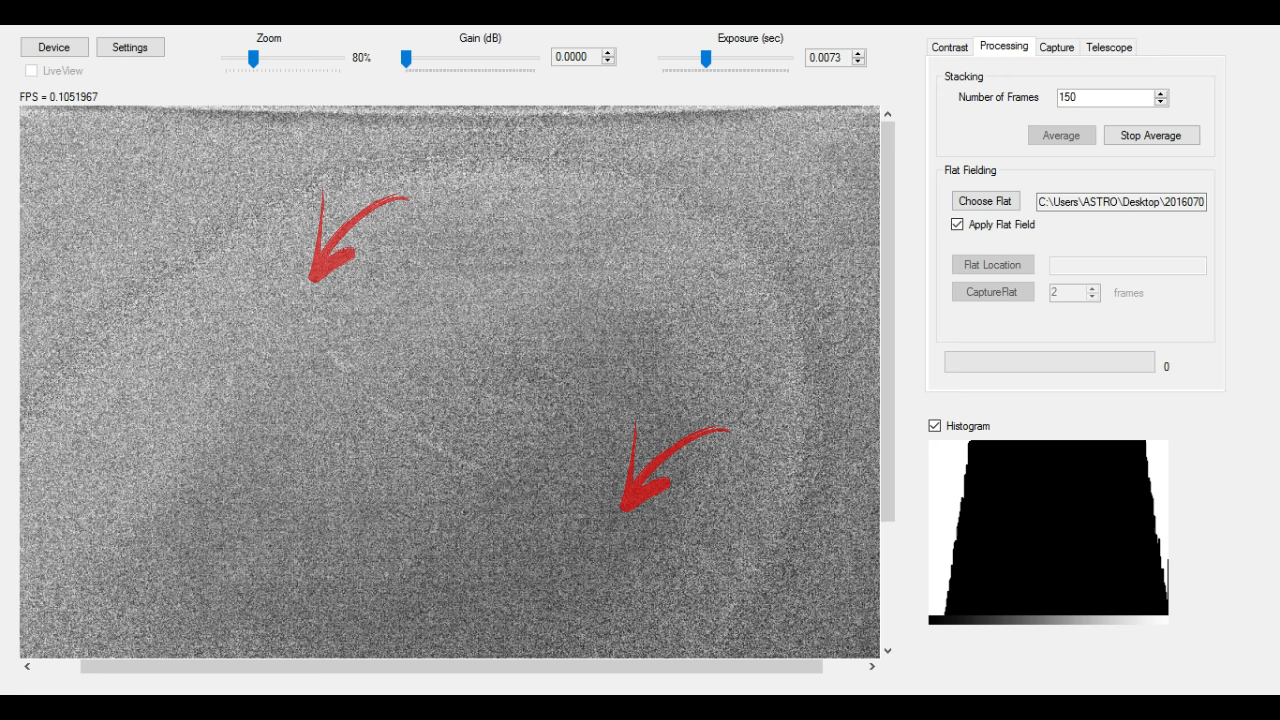 Device
Settings
LiveView
FPS = 0.1051967
Zoom
80%
Gain (dB)
0.0000
Exposure (sec)
0.0073
Contrast
Processing
Capture
Telescope
Stacking
Number of Frames
150
Average
Stop Average
Flat Fielding
Choose Flat
C:\Users\ASTRO\Desktop\2016070
Apply Flat Field
Flat Location
CaptureFlat
2
frames
0
Histogram